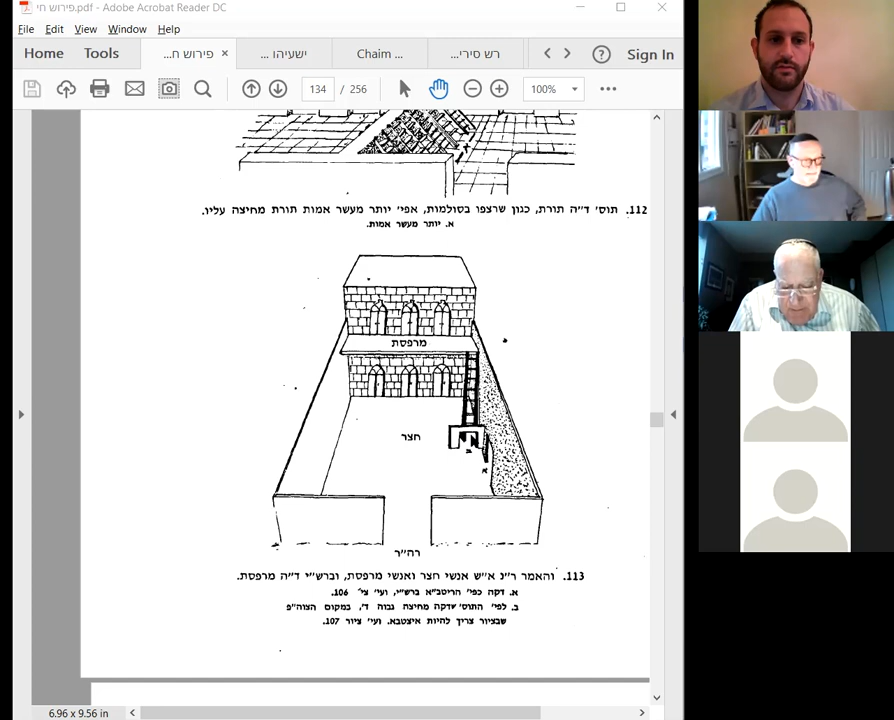 פירוש חי.pdf - Adobe Acrobat Reader DC
File Edit View Window Help
Home Tools פירוש ח... × ישעיהו ... Chaim ... רש סירי... Sign In
134 / 256 100%
112. תוס' ד"ה תורת, כגון שרצפו בסולמות, אפי' יותר מעשר אמות תורת מחיצה עליו.
א. יותר מעשר אמות.
מרפסת
חצר
ב
א
רה"ר
113. והאמר ר"נ א"ש אנשי חצר ואנשי מרפסת, וברש"י ד"ה מרפסת.
א. דקה כפי' הריטב"א ברש"י, ועי' צי' 106.
ב. לפי' התוס' שדקה מחיצה גבוה ד', במקום הצוה"פ
שבציור צריך להיות איצטבא. ועי' ציור 107.
6.96 x 9.56 in